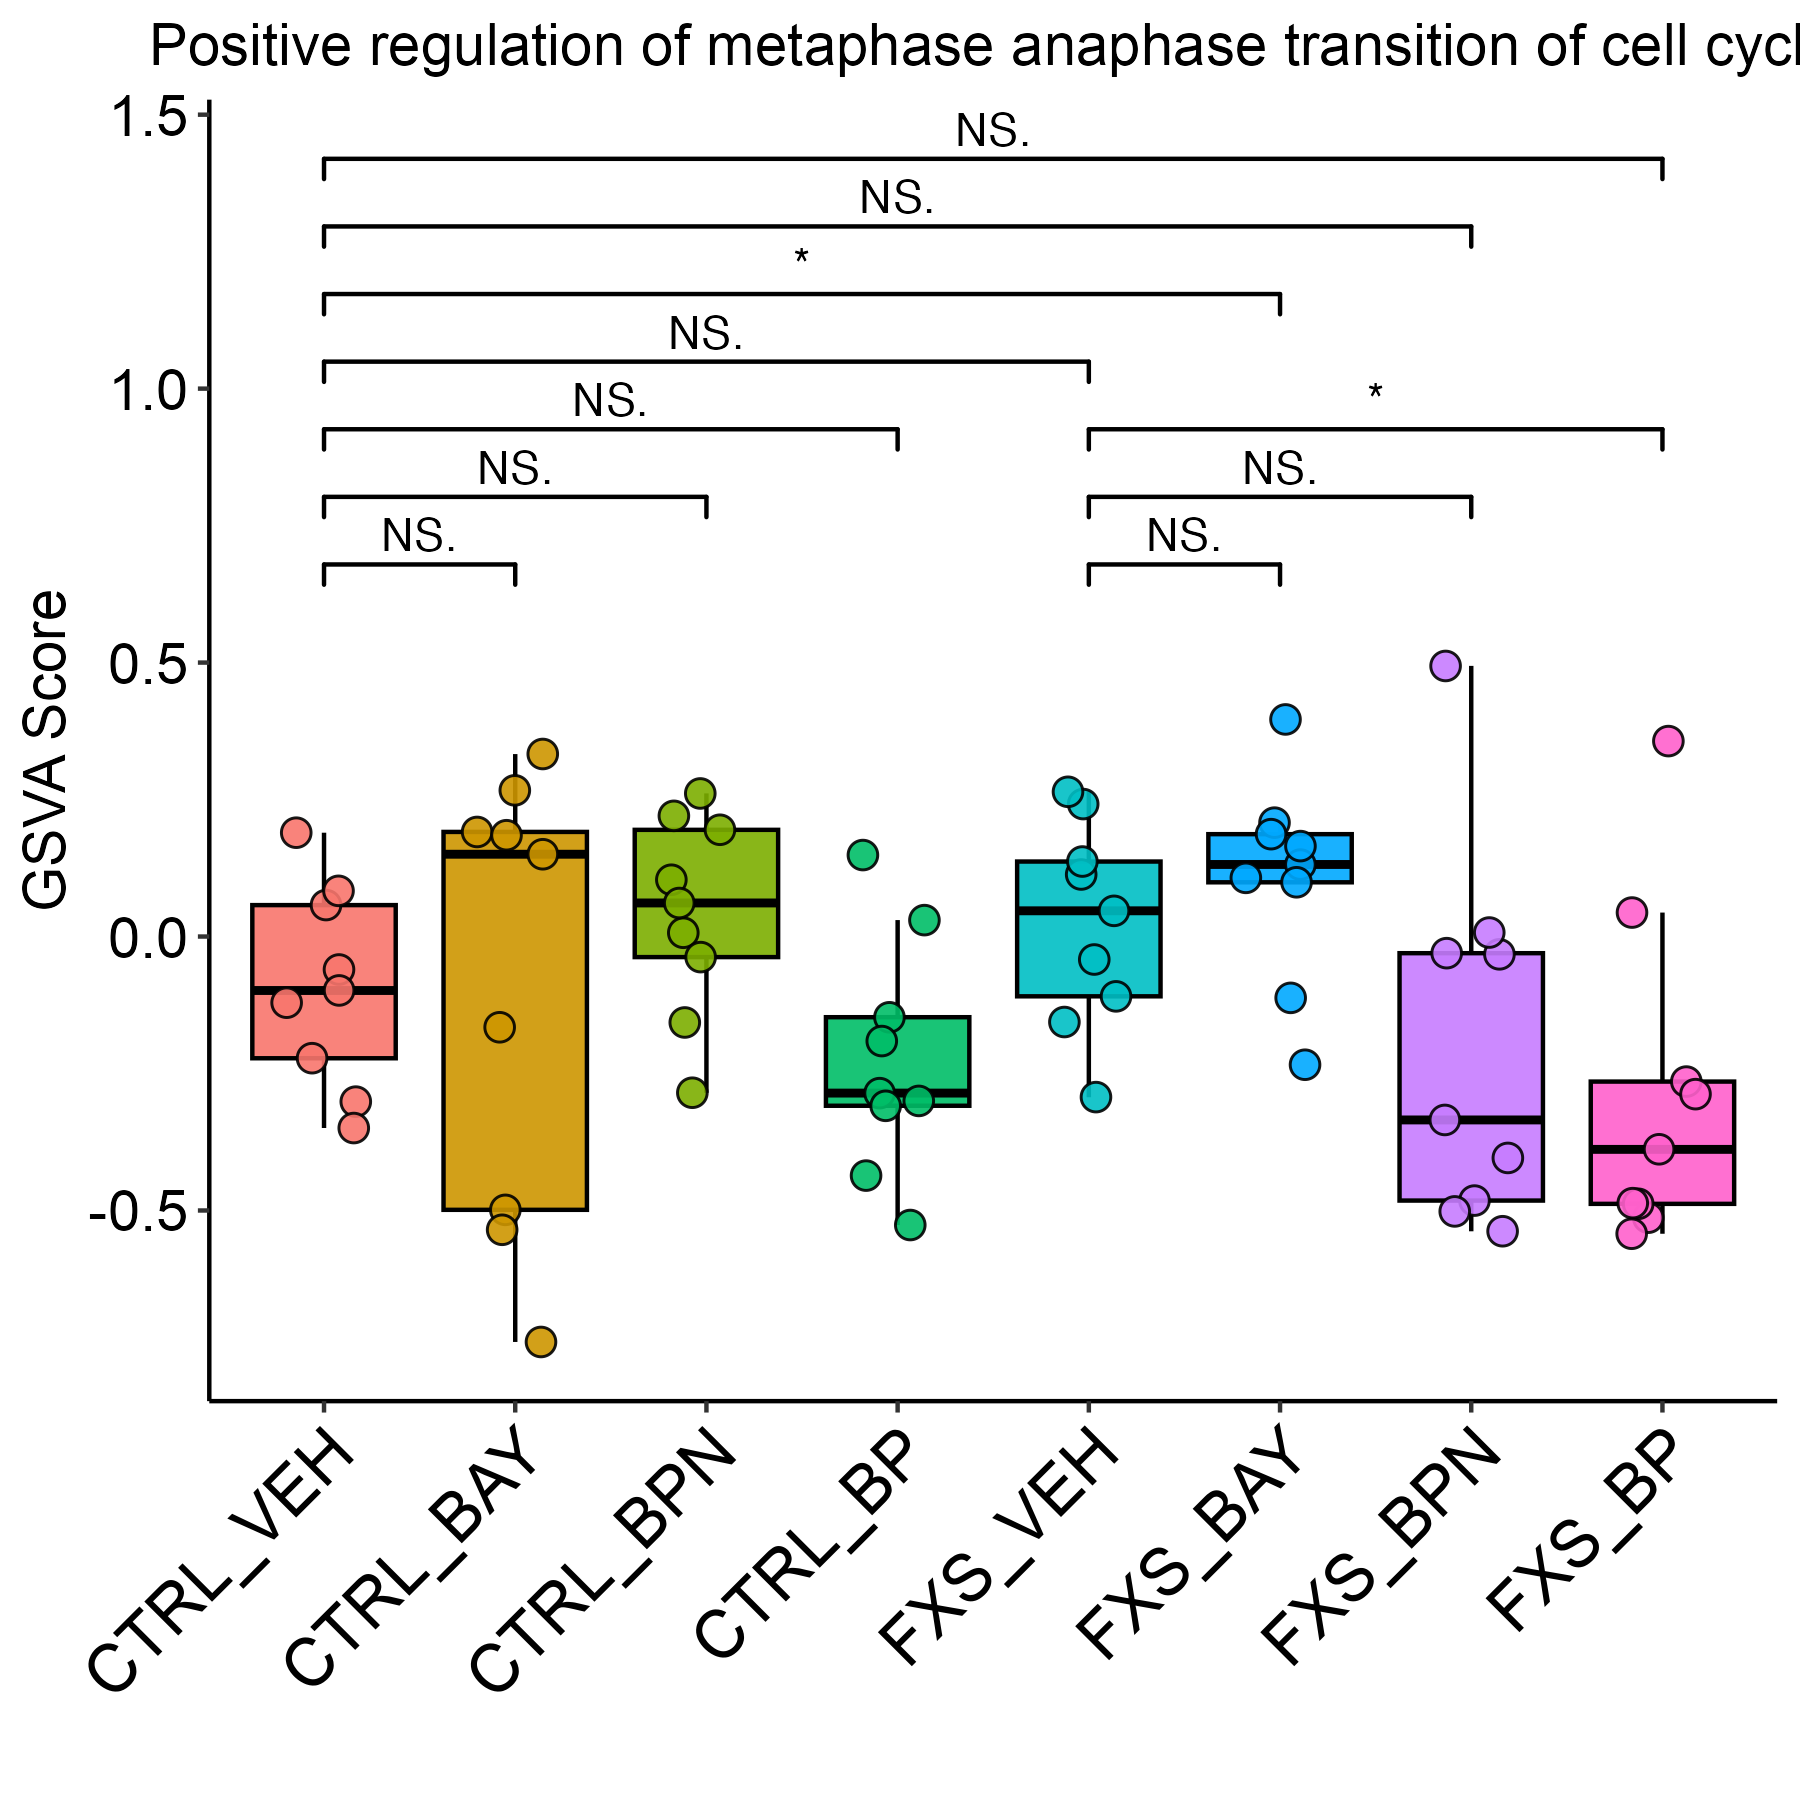 Positive regulation of metaphase anaphase transition of cell cycl
1.5
1.0
0.5
0.0
-0.5
GSVA Score
NS.
NS.
*
NS.
NS.
*
NS.
NS.
NS.
NS.
CTRL_VEH
CTRL_BAY
CTRL_BPN
CTRL_BP
FXS_VEH
FXS_BAY
FXS_BPN
FXS_BP